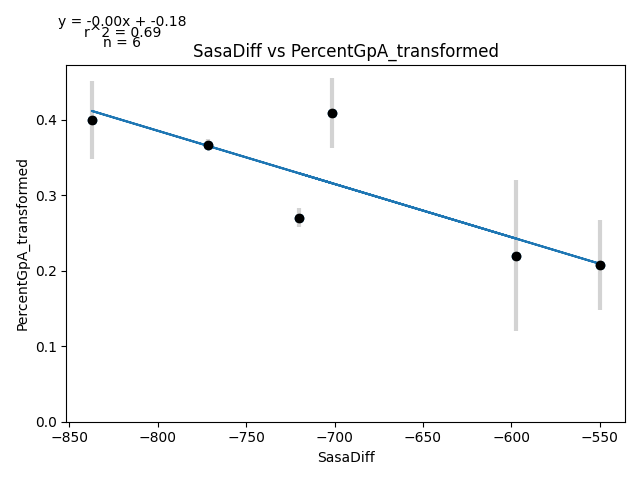 y = -0.00x + -0.18
r^2 = 0.69
n = 6
SasaDiff vs PercentGpA_transformed
PercentGpA_transformed
0.4
0.3
0.2
0.1
0.0
−850
−800
−750
−700
−650
−600
−550
SasaDiff